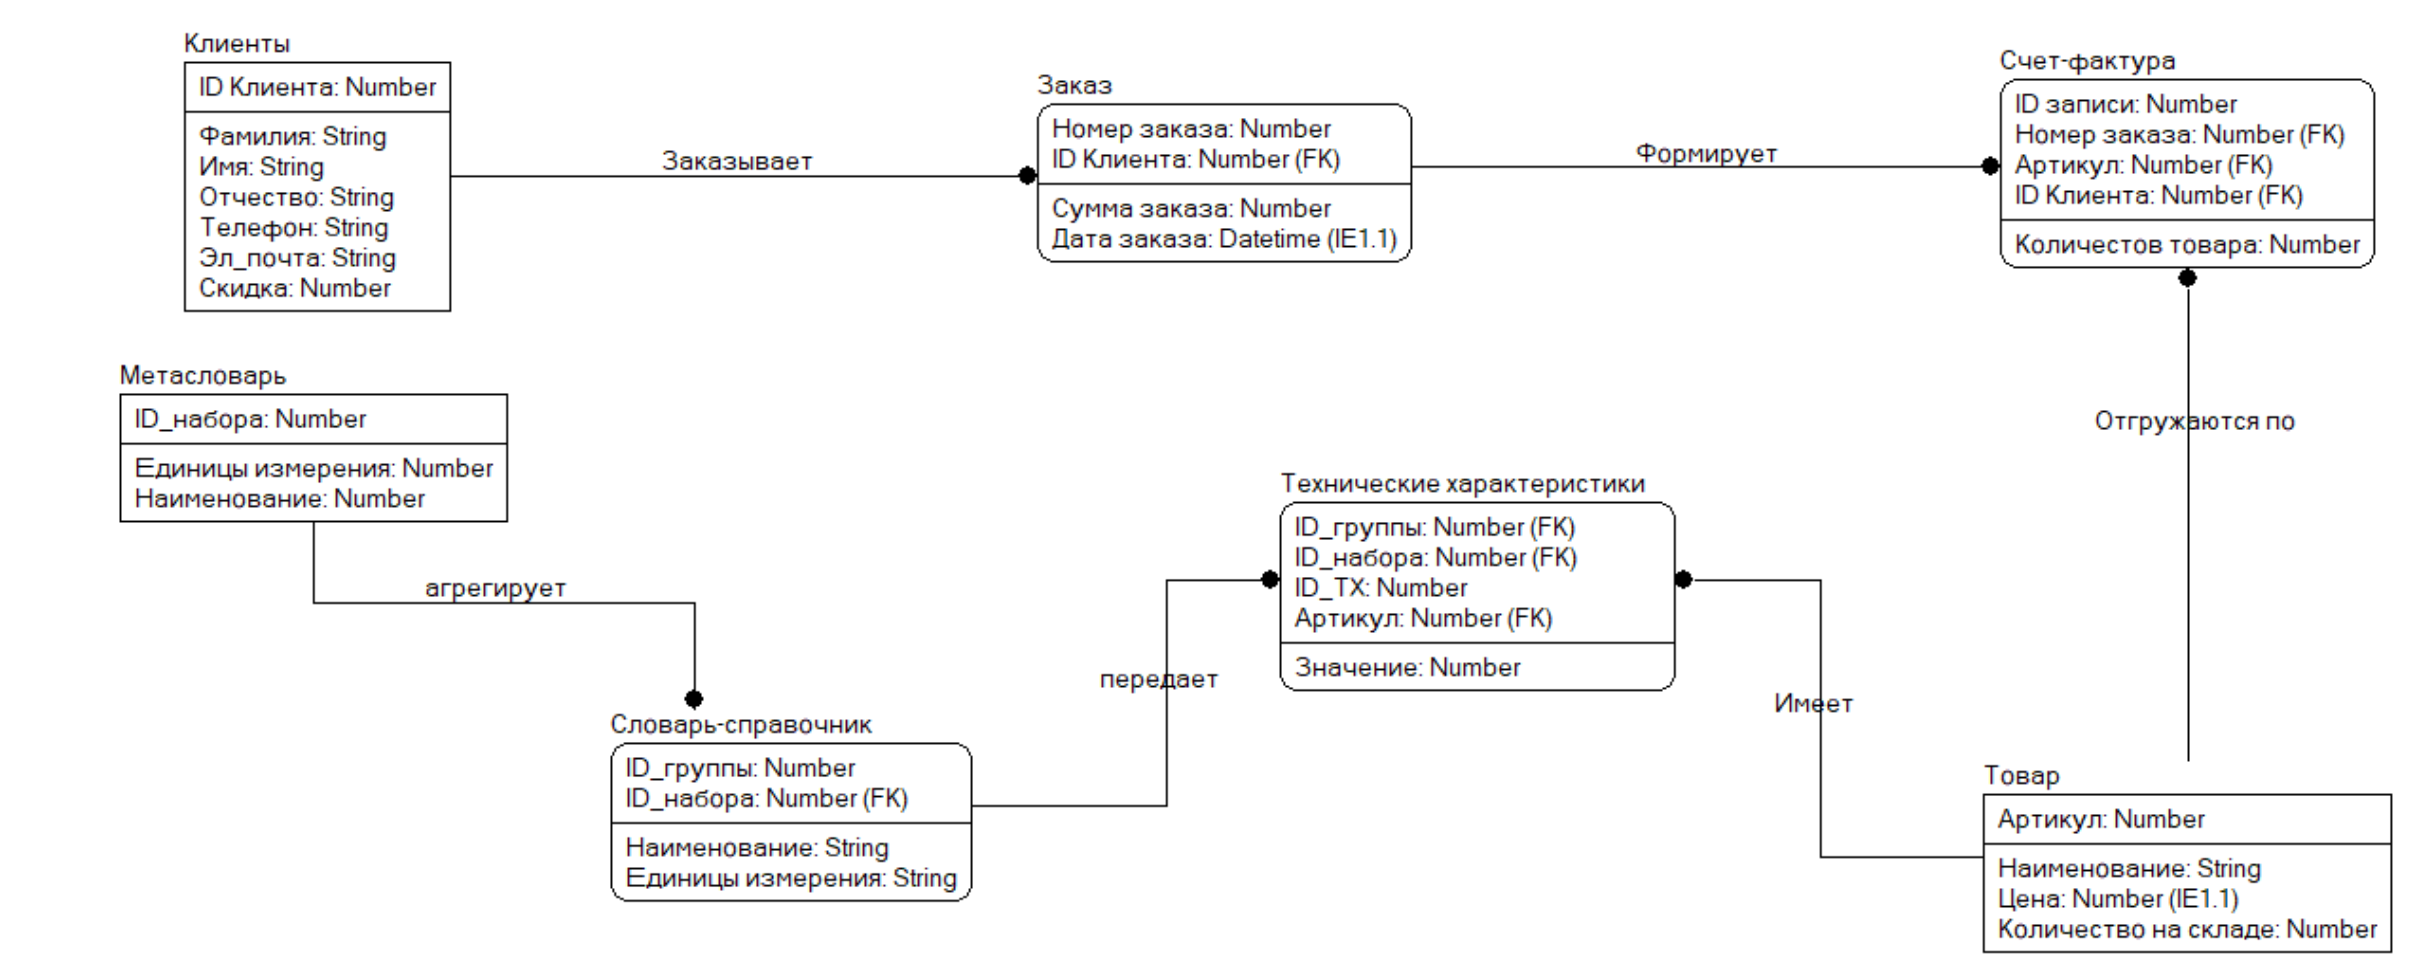 Клиенты
ID Клиента: Number
Фамилия: String
Имя: String
Отчество: String
Телефон: String
Эл_почта: String
Скидка: Number
Заказывает
Заказ
Номер заказа: Number
ID Клиента: Number (FK)
Сумма заказа: Number
Дата заказа: Datetime (IE1.1)
Формирует
Счет-фактура
ID записи: Number
Номер заказа: Number (FK)
Артикул: Number (FK)
ID Клиента: Number (FK)
Количестов товара: Number
Метасловарь
ID_набора: Number
Единицы измерения: Number
Наименование: Number
агрегирует
Словарь-справочник
ID_группы: Number
ID_набора: Number (FK)
Наименование: String
Единицы измерения: String
передает
Технические характеристики
ID_группы: Number (FK)
ID_набора: Number (FK)
ID_TX: Number
Артикул: Number (FK)
Значение: Number
Имеет
Отгружаются по
Товар
Артикул: Number
Наименование: String
Цена: Number (IE1.1)
Количество на складе: Number